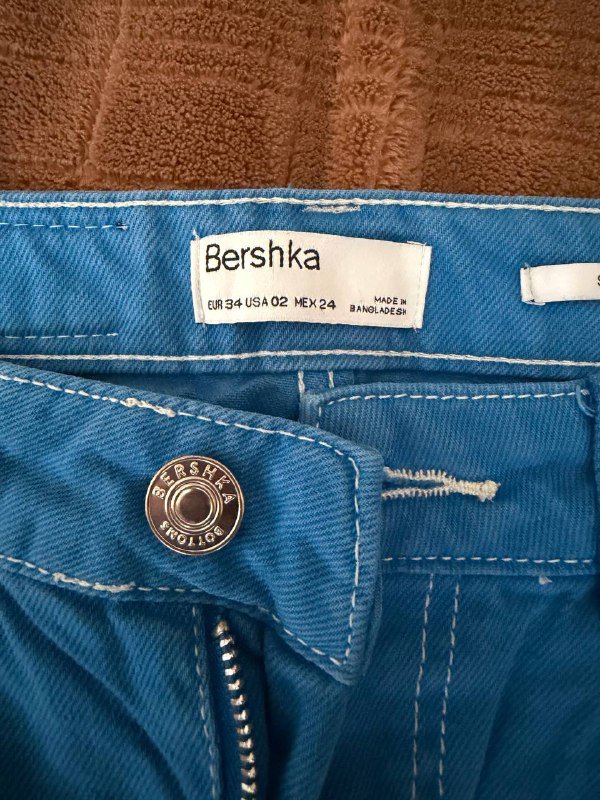 Bershka
EUR 34 USA 02 MEX 24
MADE IN
BANGLADESH
S
BERSHKA
BOTTOMS